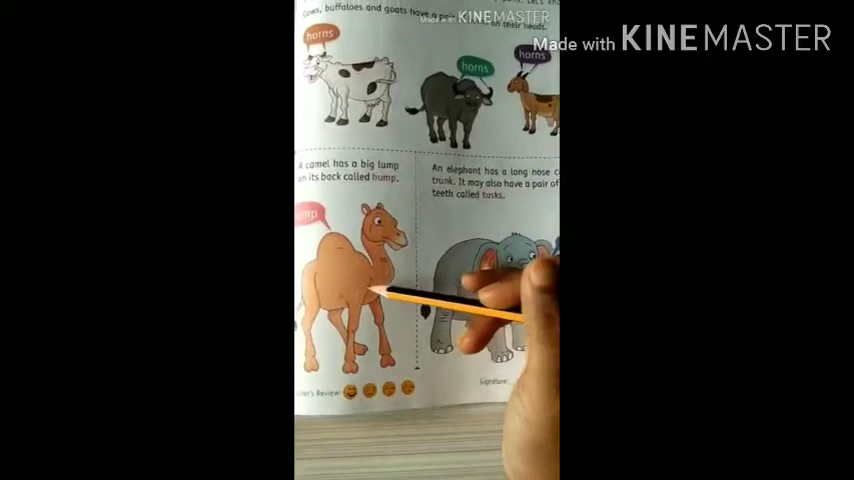 Cows, buffaloes and goats have a pair
on their heads.
Made with KINEMASTER
Made with KINEMASTER
horns
horns
horns
A camel has a big lump
on its back called hump.
An elephant has a long nose
trunk. It may also have a pair of
teeth called tusks.
Review:
Signature: